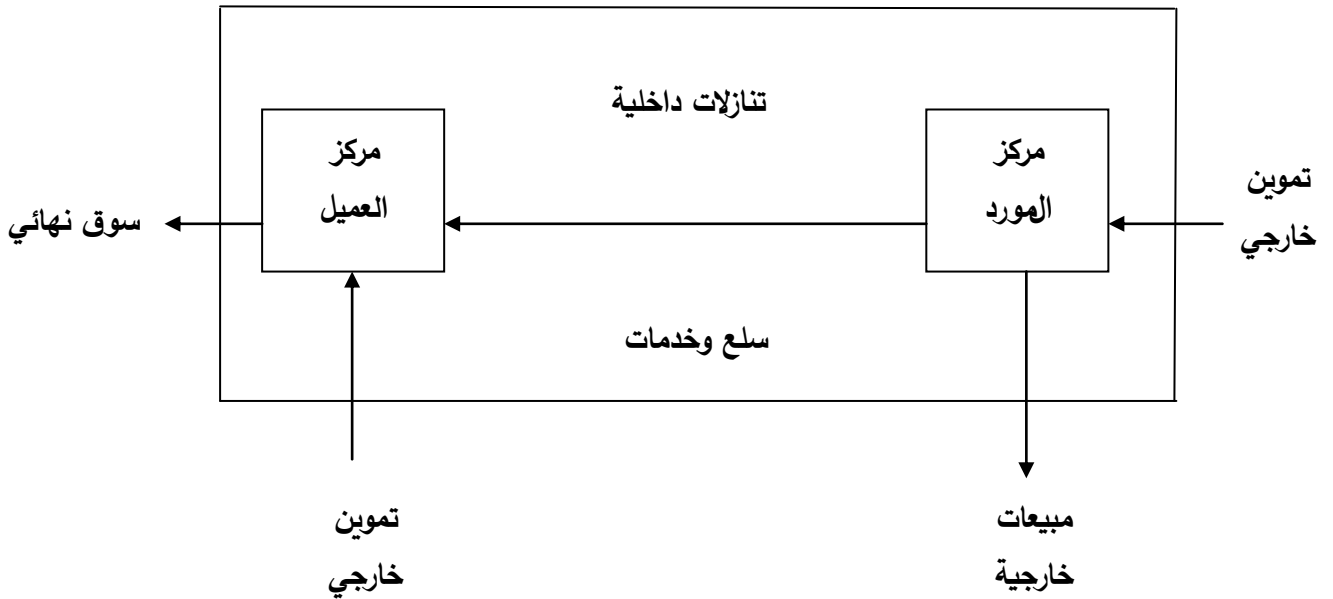 تنازلات داخلية
مركز
المورد
مركز
العميل
تموين
خارجي
سوق نهائي
سلع وخدمات
مبيعات
خارجية
تموين
خارجي